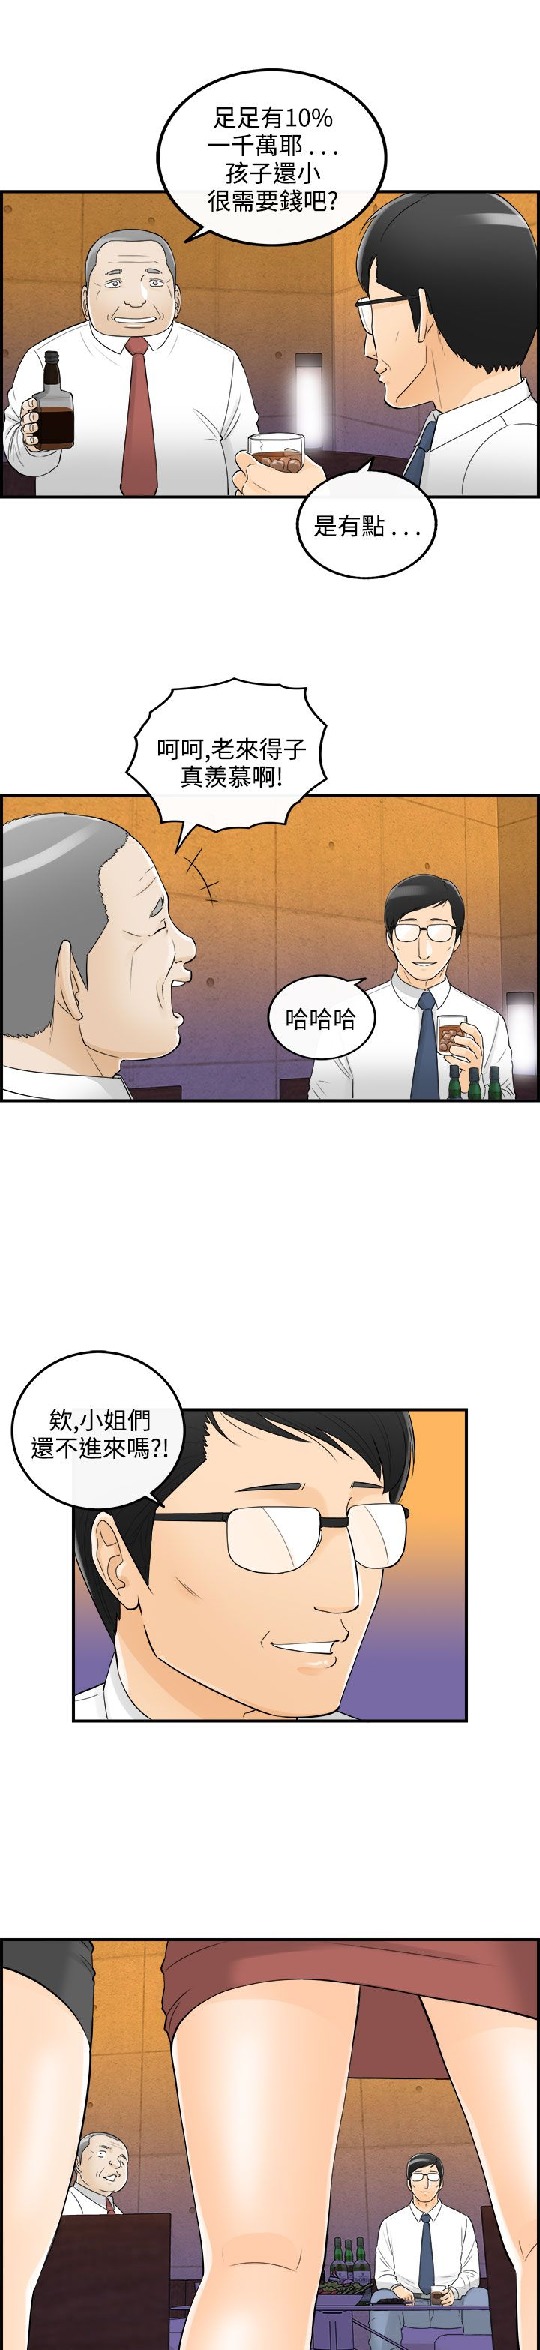 足足有10%
一千萬耶...
孩子還小
很需要錢吧?
是有點...
呵呵,老來得子
真羨慕啊!
哈哈哈
欸,小姐們
還不進來嗎?!